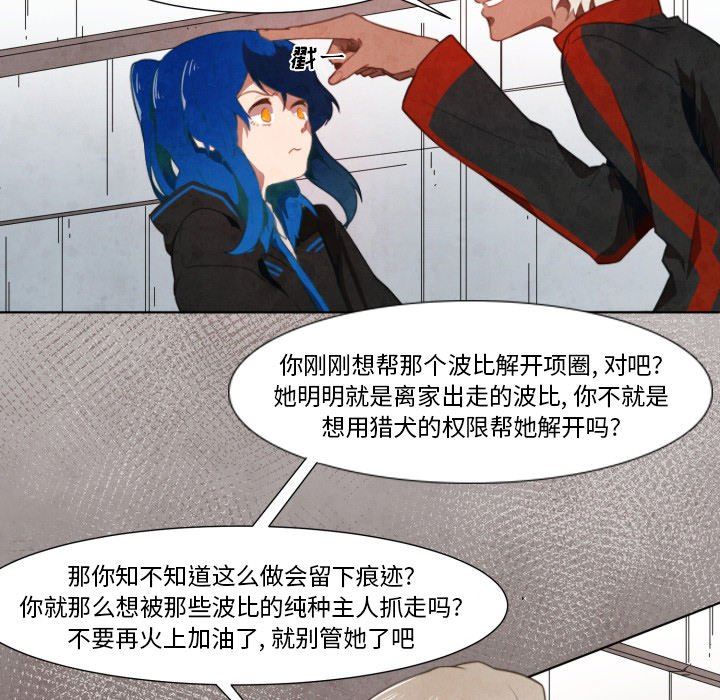 戳一
你刚刚想帮那个波比解开项圈, 对吧?
她明明就是离家出走的波比, 你不就是
想用猎犬的权限帮她解开吗?
那你知不知道这么做会留下痕迹?
你就那么想被那些波比的纯种主人抓走吗?
不要再火上加油了, 就别管她了吧